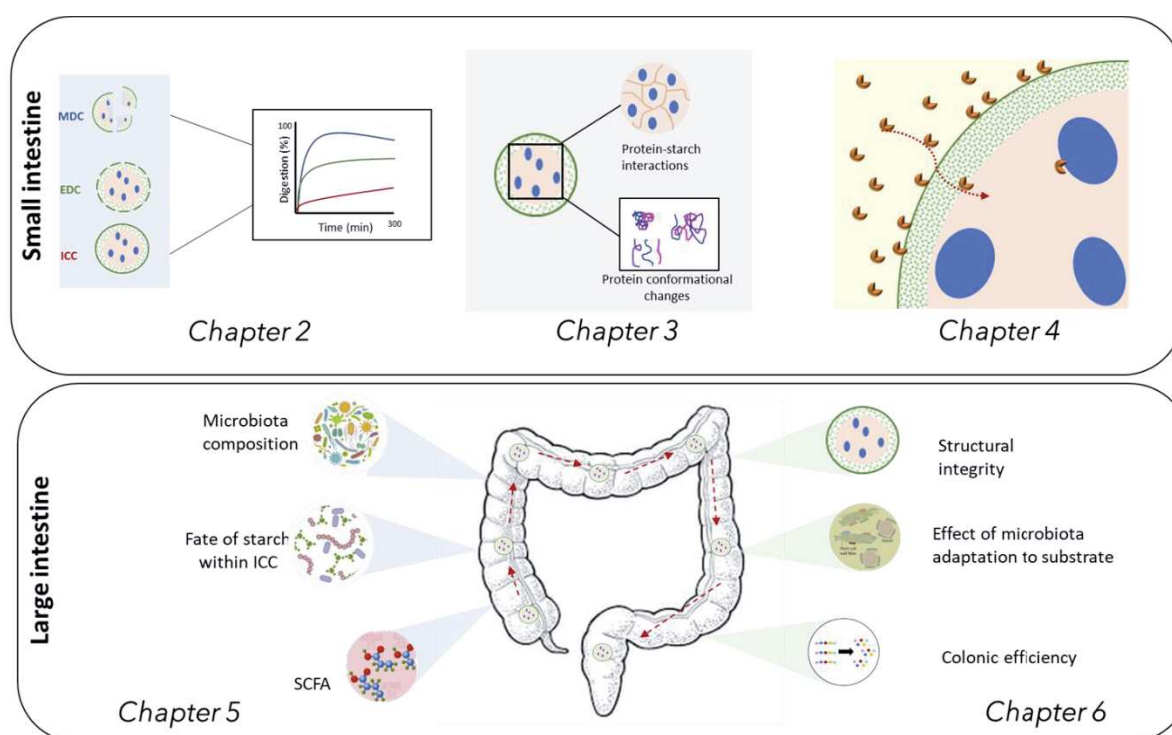 Small intestine
MDC
EDC
ICC
100
Digestion (%)
Time (min)
300
Chapter 2
Protein-starch
interactions
Protein conformational
changes
Chapter 3
Chapter 4
Large intestine
Microbiota
composition
Fate of starch
within ICC
SCFA
Chapter 5
Structural
integrity
Effect of microbiota
adaptation to substrate
Colonic efficiency
Chapter 6